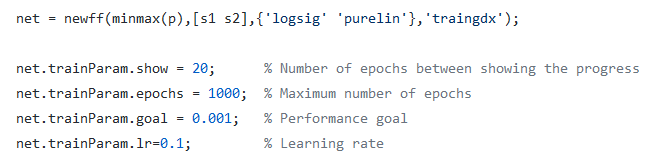 net = newff(minmax(p),[s1 s2],{'logsig' 'purelin'},'traingdx');
net.trainParam.show = 20;      % Number of epochs between showing the progress
net.trainParam.epochs = 1000;  % Maximum number of epochs
net.trainParam.goal = 0.001;   % Performance goal
net.trainParam.lr=0.1;         % Learning rate